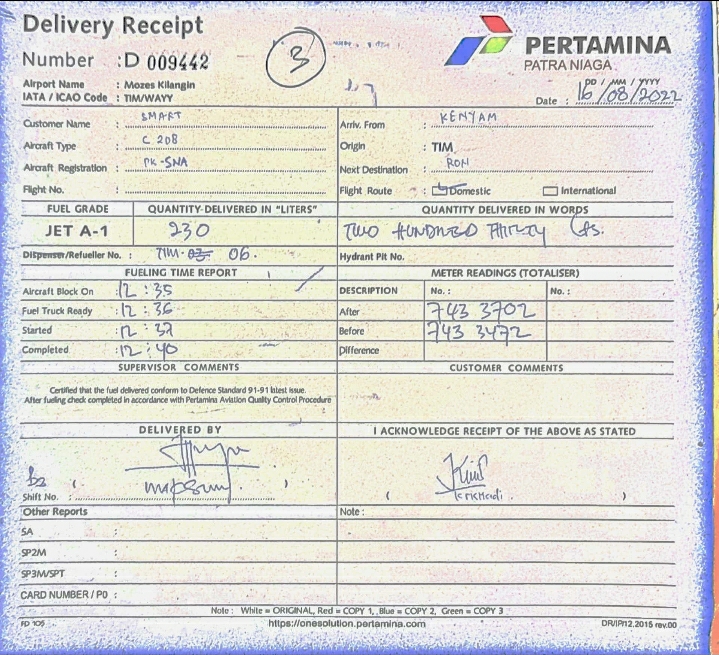 Delivery Receipt
Number : D 009442
3
PERTAMINA
PATRA NIAGA
Airport Name : Mozes Kilangin
IATA / ICAO Code : TIM/WAYY
DD / MM / YYYY
Date : 16/08/2022
Customer Name : SMART
Arriv. From : KENYAM
Aircraft Type : C 208
Origin : TIM
Aircraft Registration : PK-SNA
Next Destination : RON
Flight No. :
Flight Route : Domestic International
FUEL GRADE QUANTITY DELIVERED IN "LITERS" QUANTITY DELIVERED IN WORDS
JET A-1 230 TWO HUNDRED THIRTY
Dispenser/Refueller No. : TIM-03 06.
Hydrant Pit No.
FUELING TIME REPORT METER READINGS (TOTALISER)
Aircraft Block On : 12:35
DESCRIPTION No. : No. :
Fuel Truck Ready : 12:36
After 743 3702
Started : 12:37
Before 743 3472
Completed : 12:40
Difference
SUPERVISOR COMMENTS CUSTOMER COMMENTS
Certified that the fuel delivered conform to Defence Standard 91-91 latest issue.
After fueling check completed in accordance with Pertamina Aviation Quality Control Procedure
DELIVERED BY I ACKNOWLEDGE RECEIPT OF THE ABOVE AS STATED
Shift No. : ( )
( )
Other Reports Note :
SA :
SP2M :
SP3M/SPT :
CARD NUMBER / PO :
Note : White = ORIGINAL, Red = COPY 1, Blue = COPY 2, Green = COPY 3
FD 105 https://onesolution.pertamina.com DR/IP/12.2015 rev.00